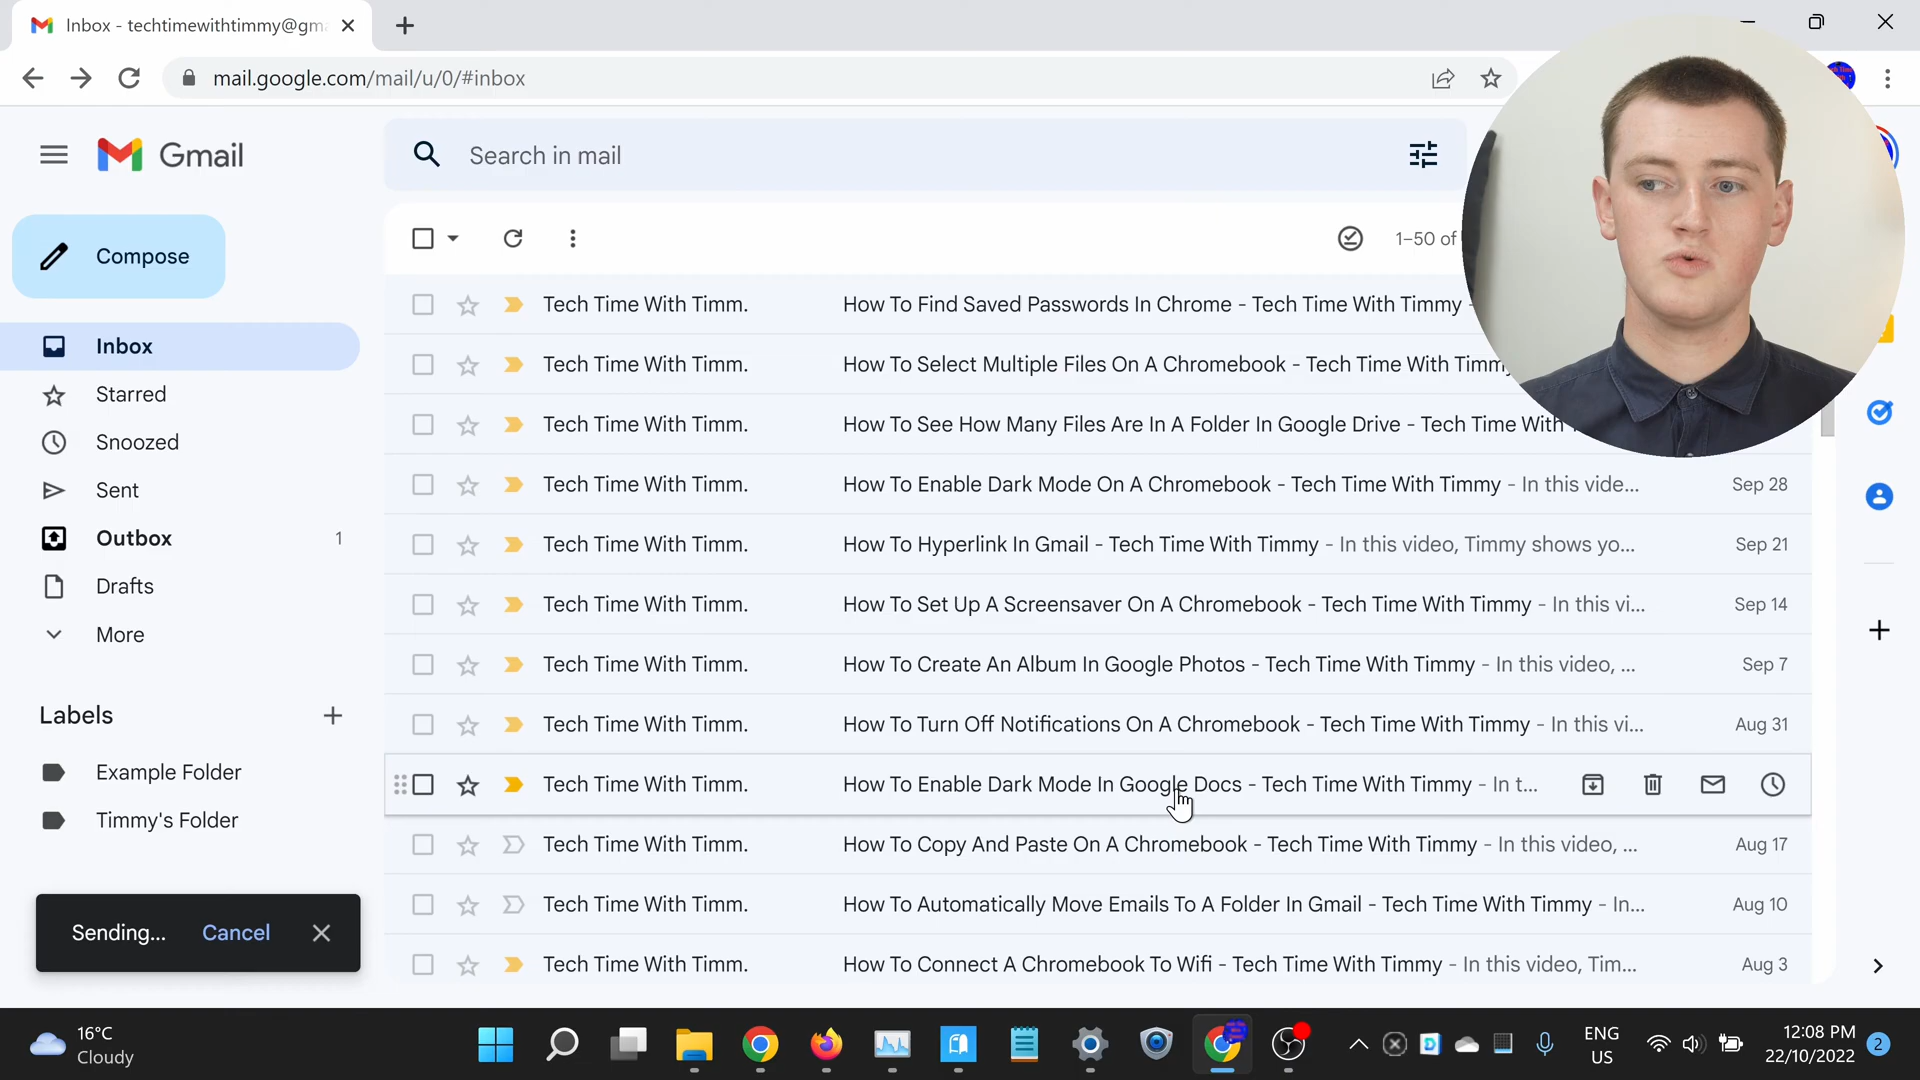 Inbox - techtimewithtimmy@gma
mail.google.com/mail/u/0/#inbox
Gmail
Search in mail
Compose
1–50 of
Inbox
Starred
Snoozed
Sent
Outbox 1
Drafts
More
Labels
Example Folder
Timmy's Folder
Tech Time With Timm. How To Find Saved Passwords In Chrome - Tech Time With Timmy -
Tech Time With Timm. How To Select Multiple Files On A Chromebook - Tech Time With Timmy
Tech Time With Timm. How To See How Many Files Are In A Folder In Google Drive - Tech Time With
Tech Time With Timm. How To Enable Dark Mode On A Chromebook - Tech Time With Timmy - In this vide... Sep 28
Tech Time With Timm. How To Hyperlink In Gmail - Tech Time With Timmy - In this video, Timmy shows yo... Sep 21
Tech Time With Timm. How To Set Up A Screensaver On A Chromebook - Tech Time With Timmy - In this vi... Sep 14
Tech Time With Timm. How To Create An Album In Google Photos - Tech Time With Timmy - In this video, ... Sep 7
Tech Time With Timm. How To Turn Off Notifications On A Chromebook - Tech Time With Timmy - In this vi... Aug 31
Tech Time With Timm. How To Enable Dark Mode In Google Docs - Tech Time With Timmy - In t...
Tech Time With Timm. How To Copy And Paste On A Chromebook - Tech Time With Timmy - In this video, ... Aug 17
Tech Time With Timm. How To Automatically Move Emails To A Folder In Gmail - Tech Time With Timmy - In... Aug 10
Tech Time With Timm. How To Connect A Chromebook To Wifi - Tech Time With Timmy - In this video, Tim... Aug 3
Sending... Cancel
16°C
Cloudy
ENG
US
12:08 PM
22/10/2022
2